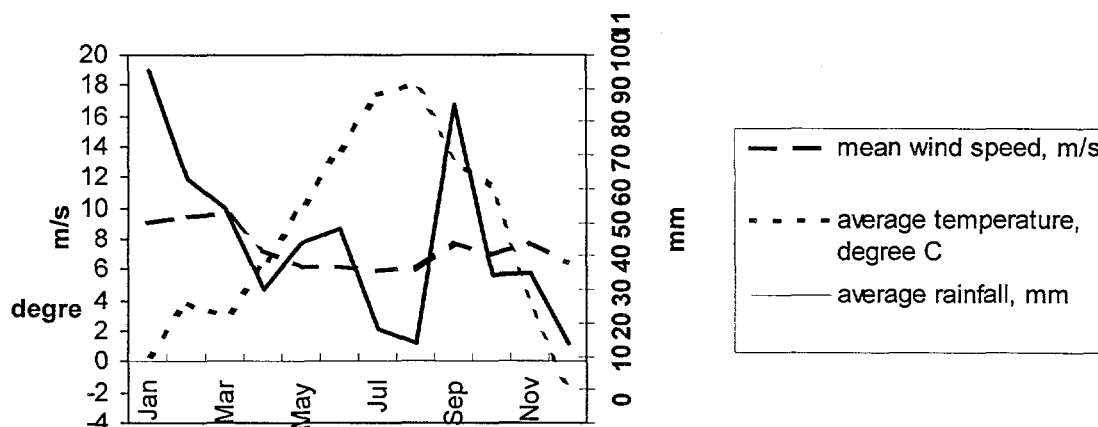 20
18
16
14
12
10
8
6
4
2
0
-2
-4
m/s
degre
Jan
Mar
May
Jul
Sep
Nov
11
100
90
80
70
60
50
40
30
20
10
0
mm
mean wind speed, m/s
average temperature,
degree C
average rainfall, mm